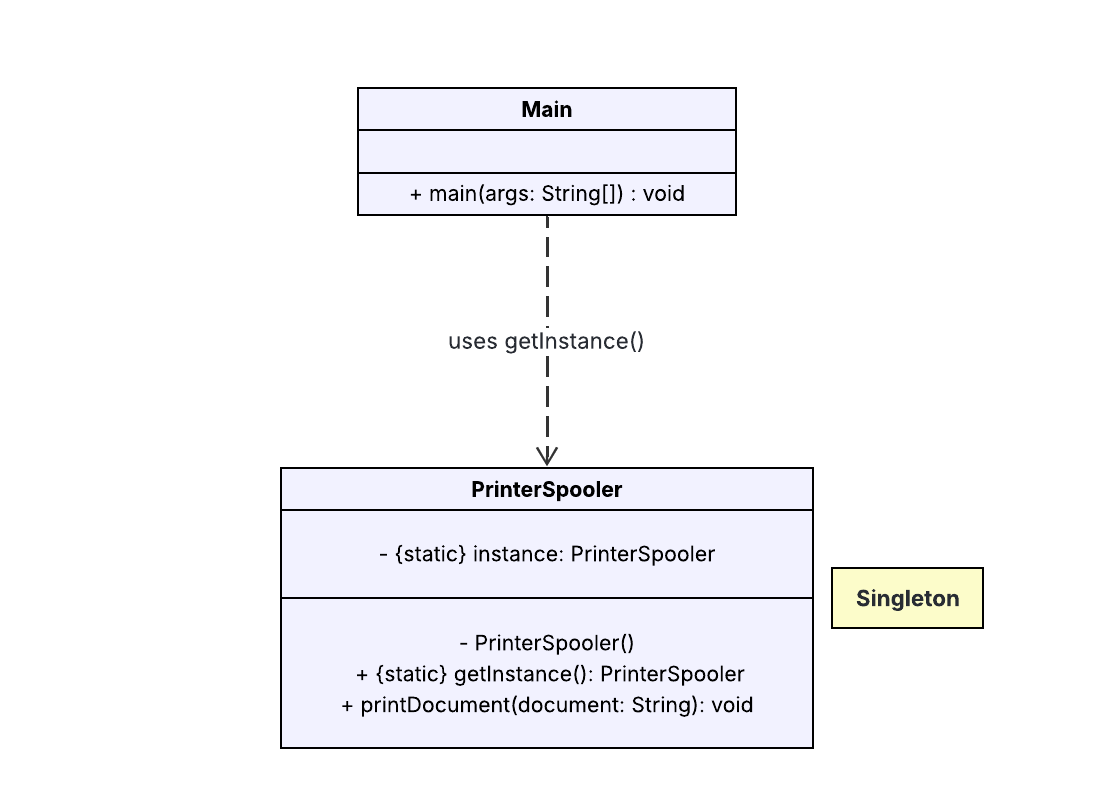 Main
+ main(args: String[]) : void
uses getInstance()
PrinterSpooler
- {static} instance: PrinterSpooler
Singleton
- PrinterSpooler()
+ {static} getInstance(): PrinterSpooler
+ printDocument(document: String): void